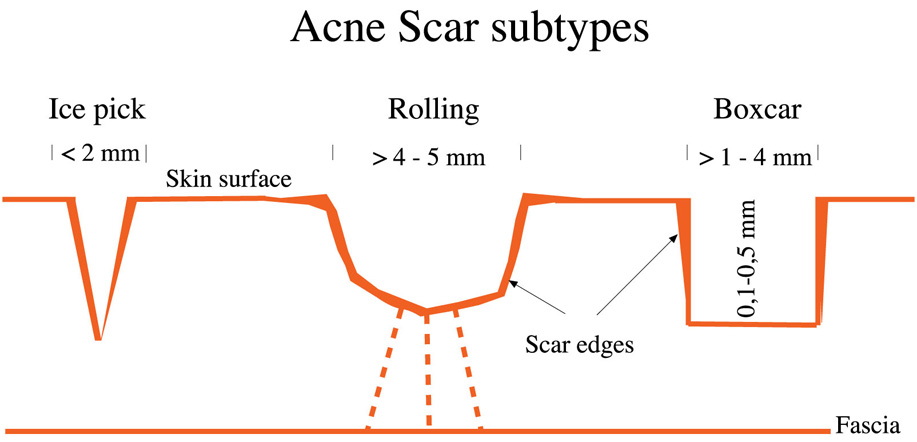 Acne Scar subtypes
Ice pick
Rolling
Boxcar
< 2 mm
> 4 - 5 mm
> 1 - 4 mm
Skin surface
0,1-0,5 mm
Scar edges
Fascia